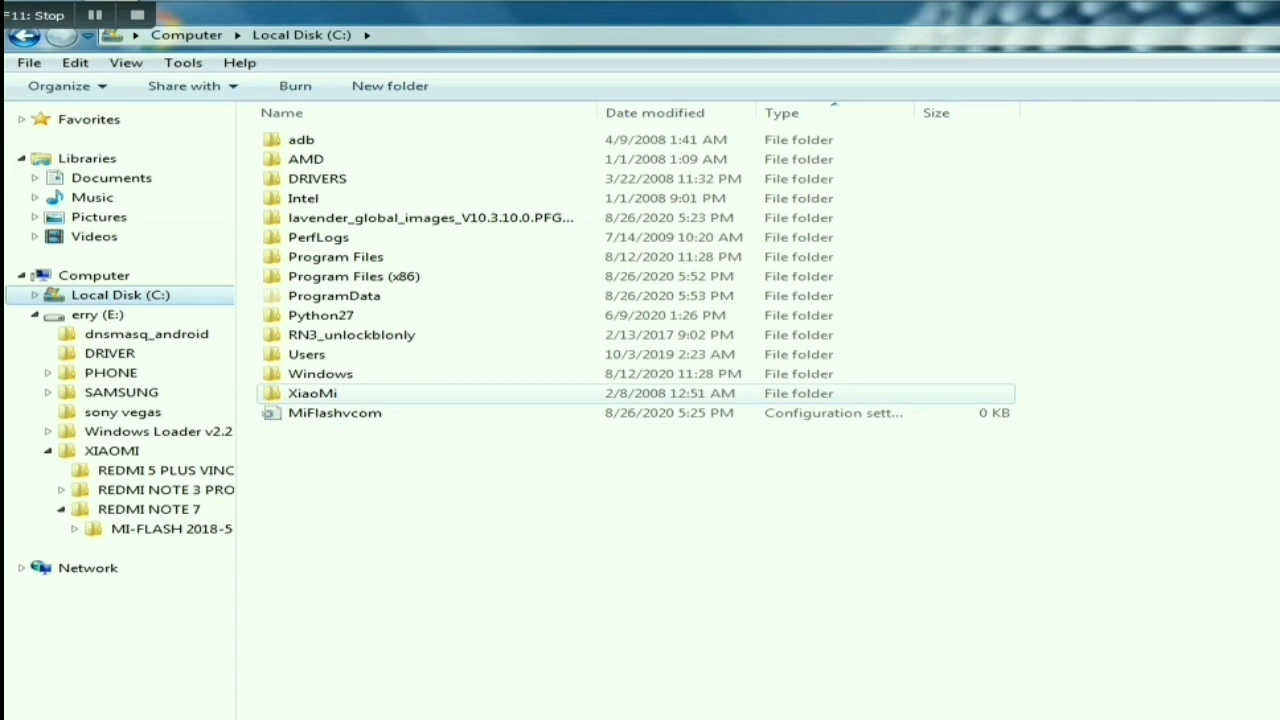 F11: Stop
Computer Local Disk (C:)
File Edit View Tools Help
Organize Share with Burn New folder
Favorites
Libraries
Documents
Music
Pictures
Videos
Computer
Local Disk (C:)
erry (E:)
dnsmasq_android
DRIVER
PHONE
SAMSUNG
sony vegas
Windows Loader v2.2
XIAOMI
REDMI 5 PLUS VINC
REDMI NOTE 3 PRO
REDMI NOTE 7
MI-FLASH 2018-5
Network
Name Date modified Type Size
adb 4/9/2008 1:41 AM File folder
AMD 1/1/2008 1:09 AM File folder
DRIVERS 3/22/2008 11:32 PM File folder
Intel 1/1/2008 9:01 PM File folder
lavender_global_images_V10.3.10.0.PFG... 8/26/2020 5:23 PM File folder
PerfLogs 7/14/2009 10:20 AM File folder
Program Files 8/12/2020 11:28 PM File folder
Program Files (x86) 8/26/2020 5:52 PM File folder
ProgramData 8/26/2020 5:53 PM File folder
Python27 6/9/2020 1:26 PM File folder
RN3_unlockblonly 2/13/2017 9:02 PM File folder
Users 10/3/2019 2:23 AM File folder
Windows 8/12/2020 11:28 PM File folder
XiaoMi 2/8/2008 12:51 AM File folder
MiFlashvcom 8/26/2020 5:25 PM Configuration sett... 0 KB